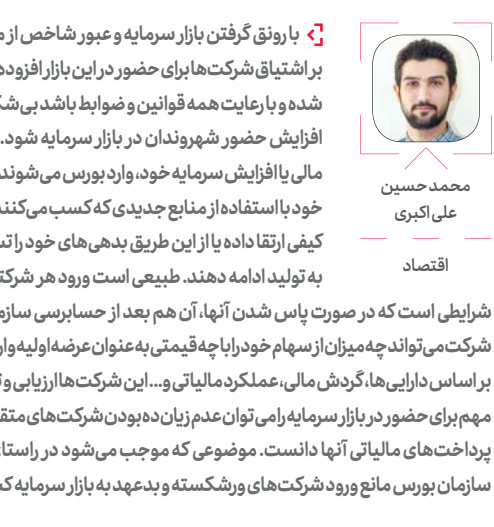 با رونق گرفتن بازار سرمایه و عبور شاخص از
بر اشتیاق شرکت‌ها برای حضور در این بازار افزوده
شده و با رعایت همه قوانین و ضوابط باشد بی‌شک
افزایش حضور شهروندان در بازار سرمایه شود.
مالی یا افزایش سرمایه خود، وارد بورس می‌شوند
خود با استفاده از منابع جدیدی که کسب می‌کنند
کیفی ارتقا داده یا از این طریق بدهی‌های خود را
به تولید ادامه دهند. طبیعی است ورود هر شرکت
محمدحسین
علی‌اکبری
اقتصاد
شرایطی است که در صورت پاس شدن آنها، آن هم بعد از حسابرسی
شرکت می‌تواند چه میزان از سهام خود را با چه قیمتی به عنوان عرضه اولیه
بر اساس دارایی‌ها، گردش مالی، عملکرد مالیاتی و... این شرکت‌ها ارزیابی و
مهم برای حضور در بازار سرمایه را می‌توان عدم زیان‌ده بودن شرکت‌های
پرداخت‌های مالیاتی آنها دانست. موضوعی که موجب می‌شود در راستای
سازمان بورس مانع ورود شرکت‌های ورشکسته و بدعهد به بازار سرمایه